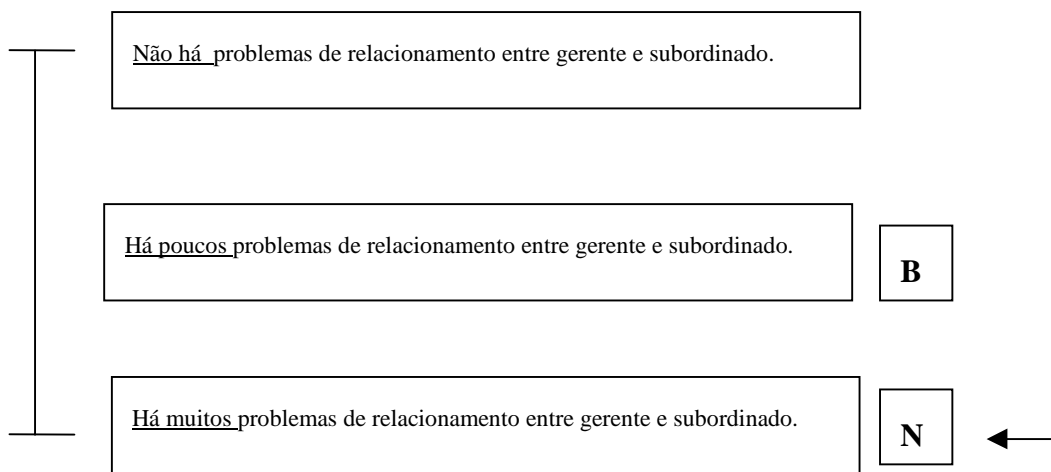 Não há problemas de relacionamento entre gerente e subordinado.
Há poucos problemas de relacionamento entre gerente e subordinado.
B
Há muitos problemas de relacionamento entre gerente e subordinado.
N